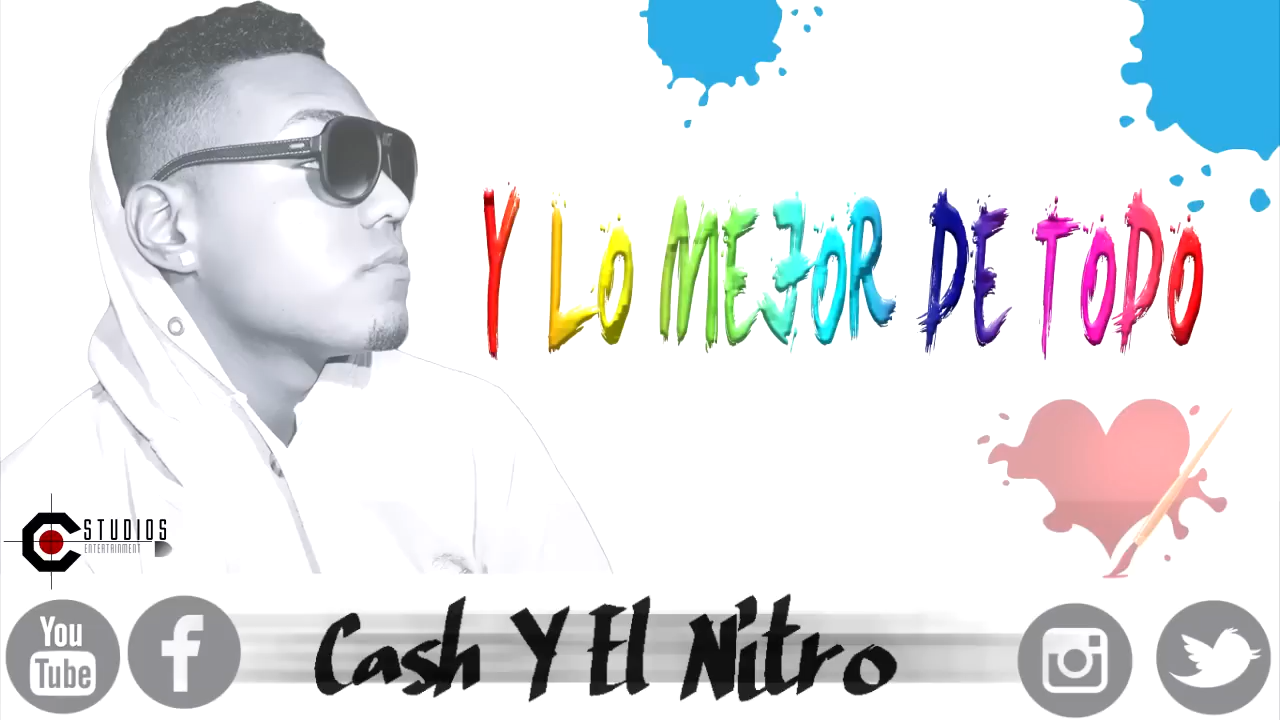 Y LO MEJOR DE TODO
C STUDIOS
ENTERTAINMENT
You
Tube
Cash Y El Nitro